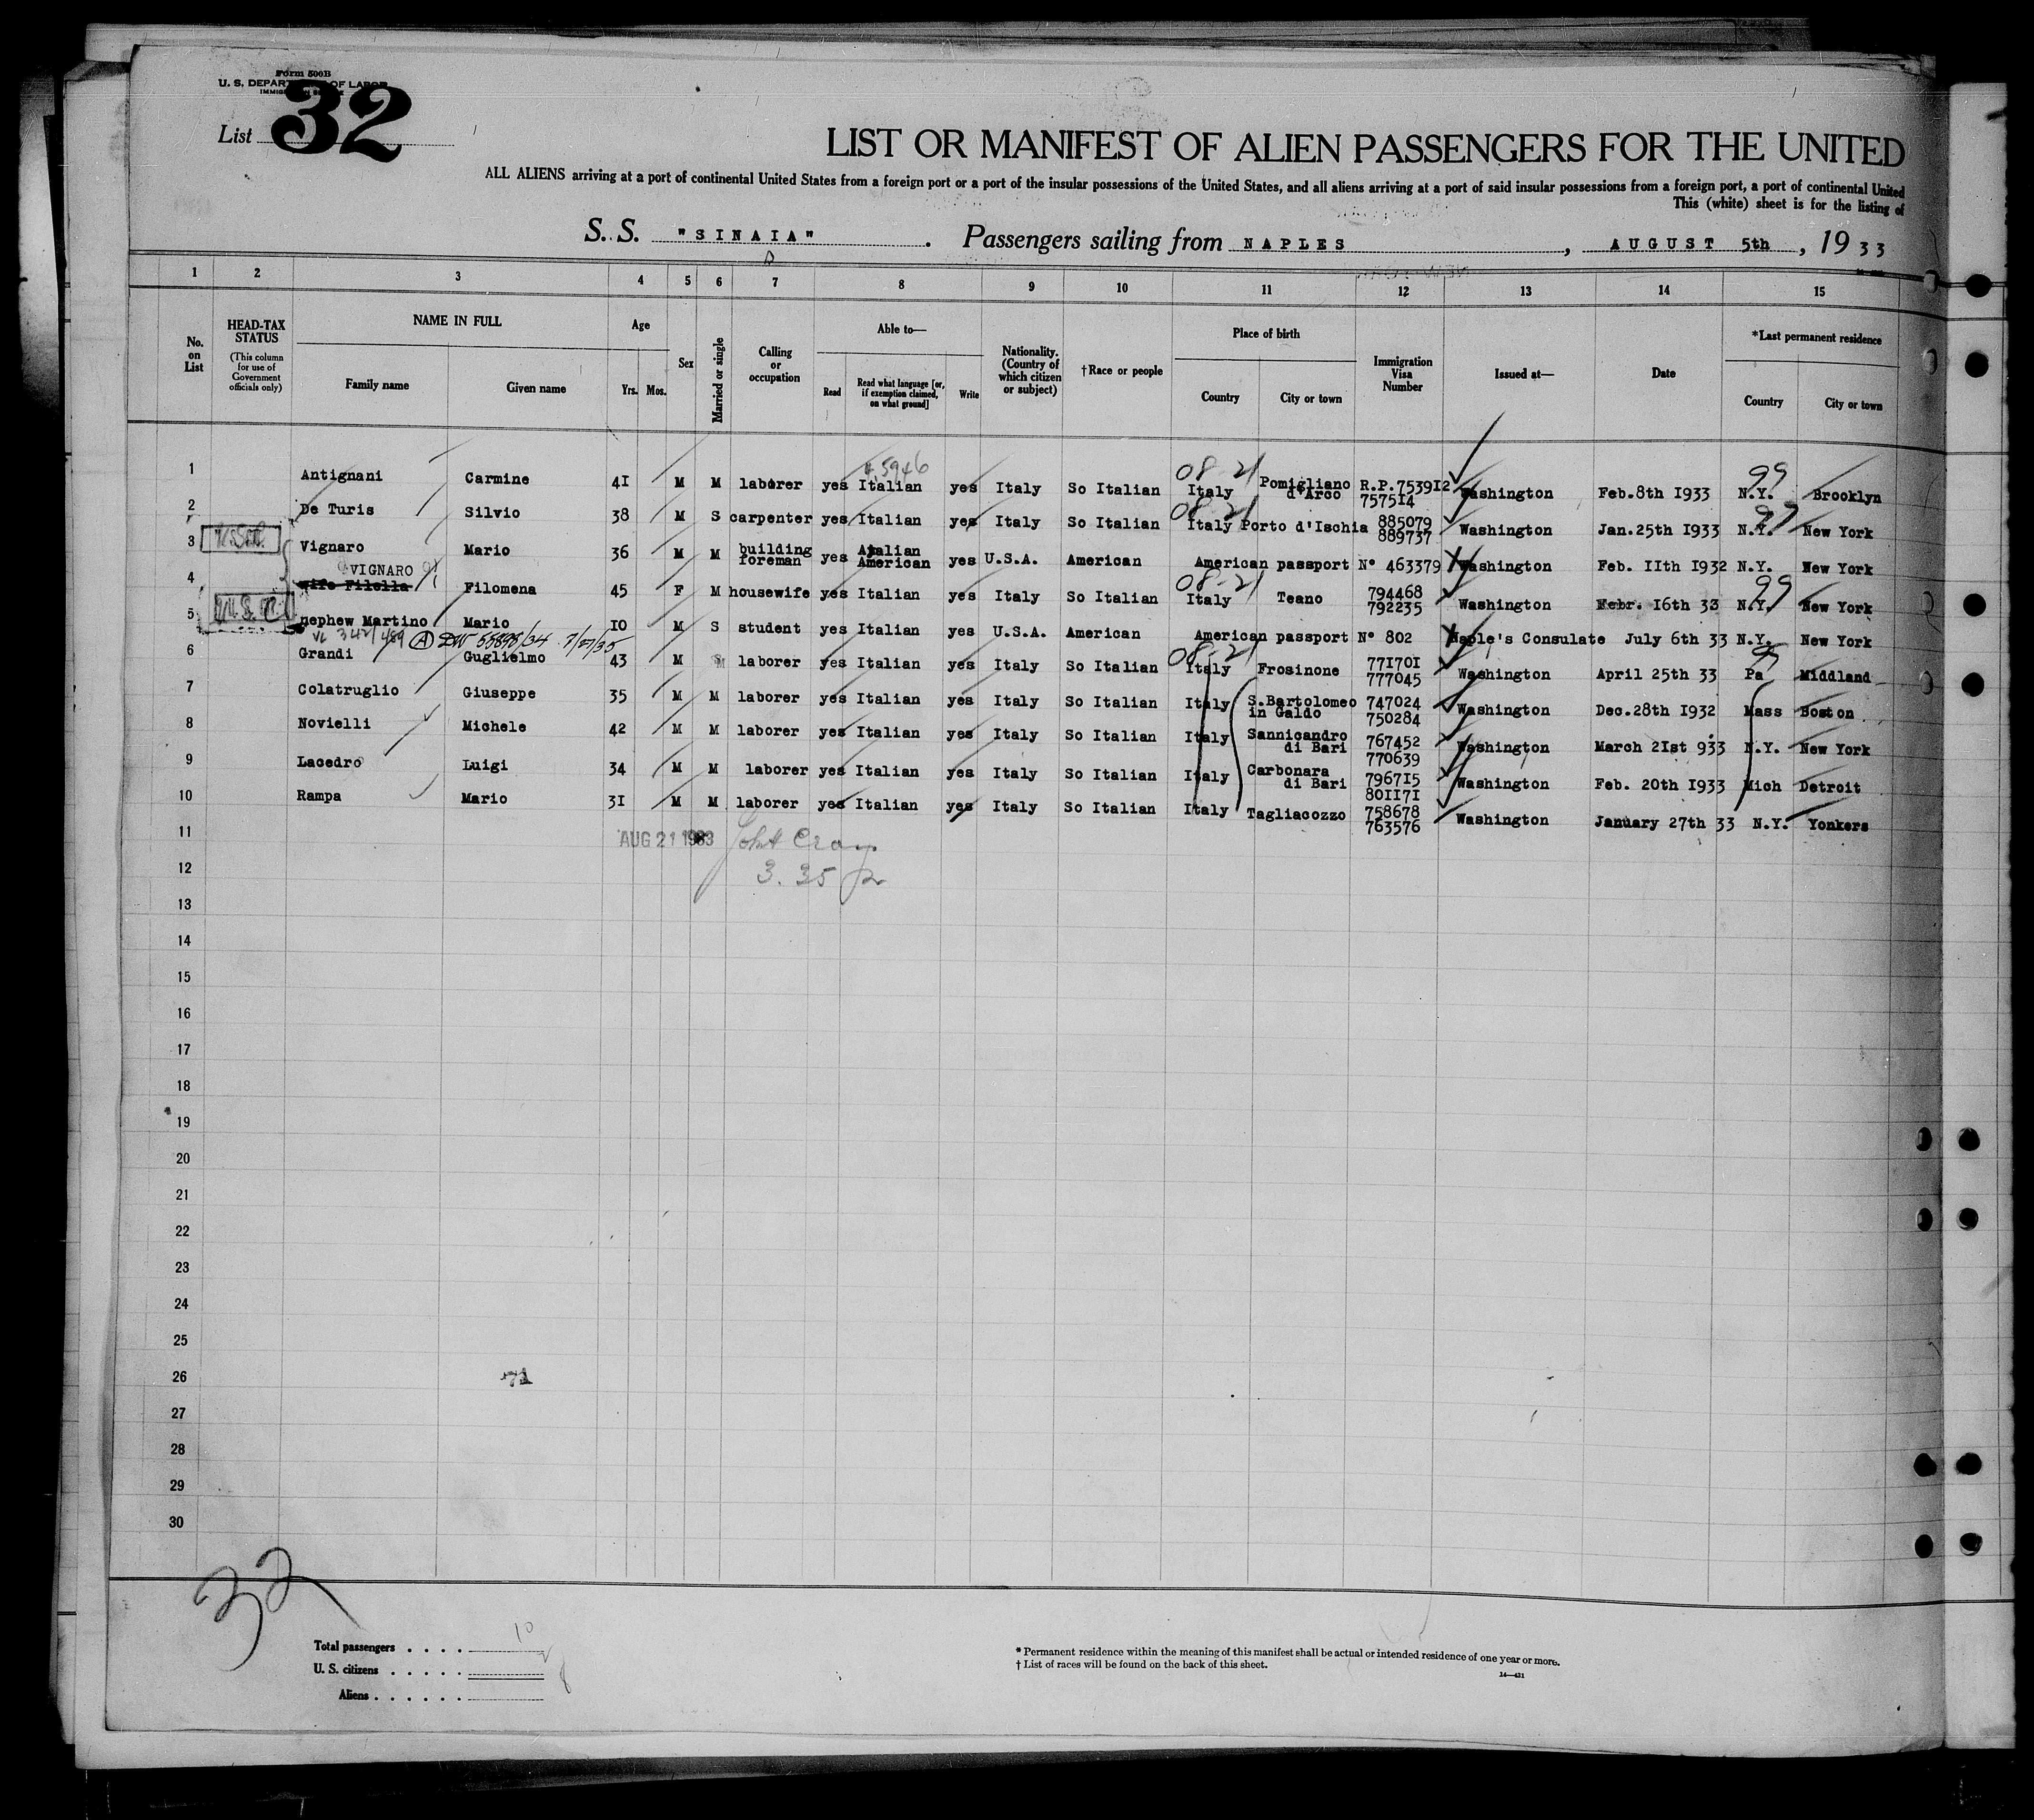 Form 500B
U. S. DEPARTMENT OF LABOR
List 32
LIST OR MANIFEST OF ALIEN PASSENGERS FOR THE UNITED
ALL ALIENS arriving at a port of continental United States from a foreign port or a port of the insular possessions of the United States, and all aliens arriving at a port of said insular possessions from a foreign port, a port of continental United
This (white) sheet is for the listing of
S. S. "SINAIA". Passengers sailing from NAPLES, AUGUST 5th, 1933
1 2 3 4 5 6 7 8 9 10 11 12 13 14 15
No. on List
HEAD-TAX STATUS (This column for use of Government officials only)
NAME IN FULL Family name Given name
Age Yrs. Mos.
Sex
Married or single
Calling or occupation
Able to— Read Read what language [or, if exemption claimed, on what ground] Write
Nationality. (Country of which citizen or subject)
†Race or people
Place of birth Country City or town
Immigration Visa Number
Issued at—
Date
*Last permanent residence Country City or town
1 Antignani Carmine 41 M M laborer yes Italian yes Italy So Italian 08-21 Italy Pomigliano d'Arco R.P.753912 757514 Washington Feb.8th 1933 99 N.Y. Brooklyn
2 De Turis Silvio 38 M S carpenter yes Italian yes Italy So Italian 08-21 Italy Porto d'Ischia 885079 889737 Washington Jan.25th 1933 99 N.Y. New York
3 Vignaro Mario 36 M M building foreman yes American yes U.S.A. American American passport N° 463379 Washington Feb. 11th 1932 N.Y. New York
VIGNARO
4 wife Filella Filomena 45 F M housewife yes Italian yes Italy So Italian 08-21 Italy Teano 794468 792235 Washington Febr. 16th 33 99 N.Y. New York
5 nephew Martino Mario 10 M S student yes Italian yes U.S.A. American American passport N° 802 Naple's Consulate July 6th 33 N.Y. New York
6 Grandi Guglielmo 43 M M laborer yes Italian yes Italy So Italian 08-21 Italy Frosinone 771701 777045 Washington April 25th 33 Pa Middland
7 Colatruglio Giuseppe 35 M M laborer yes Italian yes Italy So Italian Italy S.Bartolomeo in Galdo 747024 750284 Washington Dec.28th 1932 Mass Boston
8 Novielli Michele 42 M M laborer yes Italian yes Italy So Italian Italy Sannicandro di Bari 767452 770639 Washington March 21st 933 N.Y. New York
9 Lacedro Luigi 34 M M laborer yes Italian yes Italy So Italian Italy Carbonara di Bari 796715 801171 Washington Feb. 20th 1933 Mich Detroit
10 Rampa Mario 31 M M laborer yes Italian yes Italy So Italian Italy Tagliacozzo 758678 763576 Washington January 27th 33 N.Y. Yonkers
11 AUG 21 1933
12 3.35
13
14
15
16
17
18
19
20
21
22
23
24
25
26
27
28
29
30
32
Total passengers . . . . 10
U. S. citizens . . . . . 2
Aliens . . . . . . 8
* Permanent residence within the meaning of this manifest shall be actual or intended residence of one year or more.
† List of races will be found on the back of this sheet.
14—431